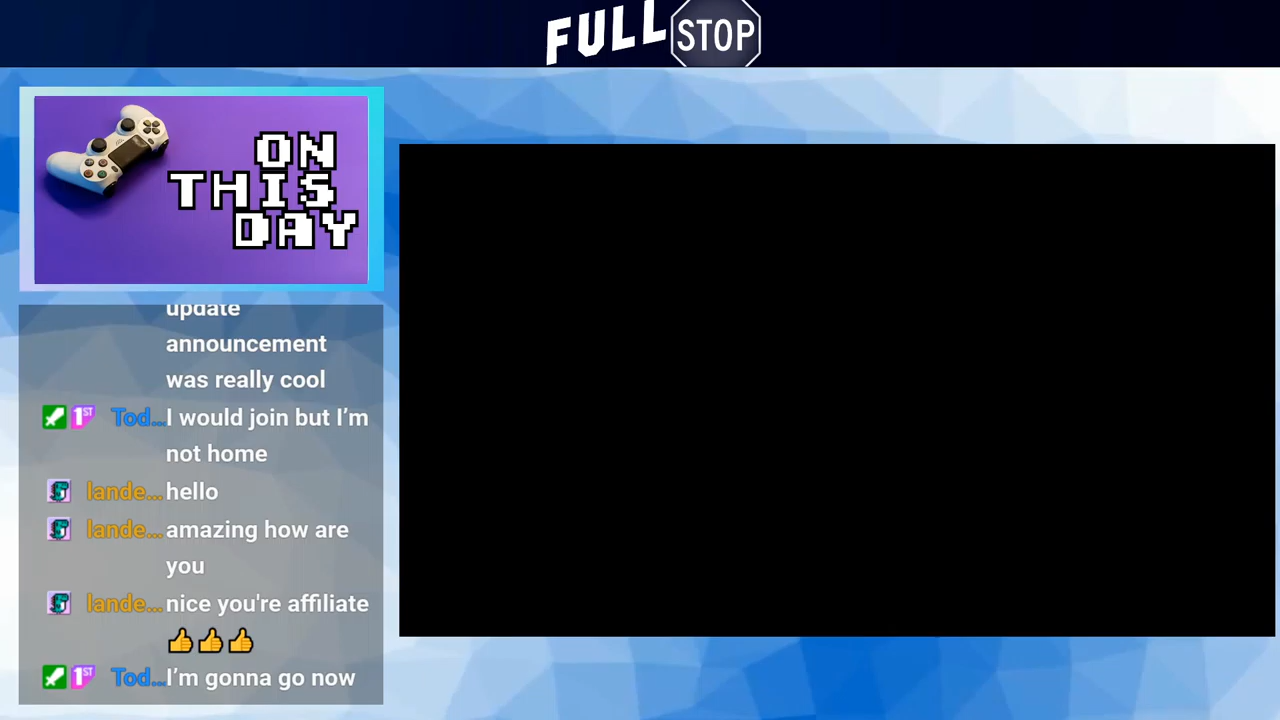 FULL STOP
ON
THIS
DAY
update
announcement
was really cool
1ST Tod... I would join but I’m
not home
lande... hello
lande... amazing how are
you
lande... nice you're affiliate
👍👍👍
1ST Tod... I’m gonna go now